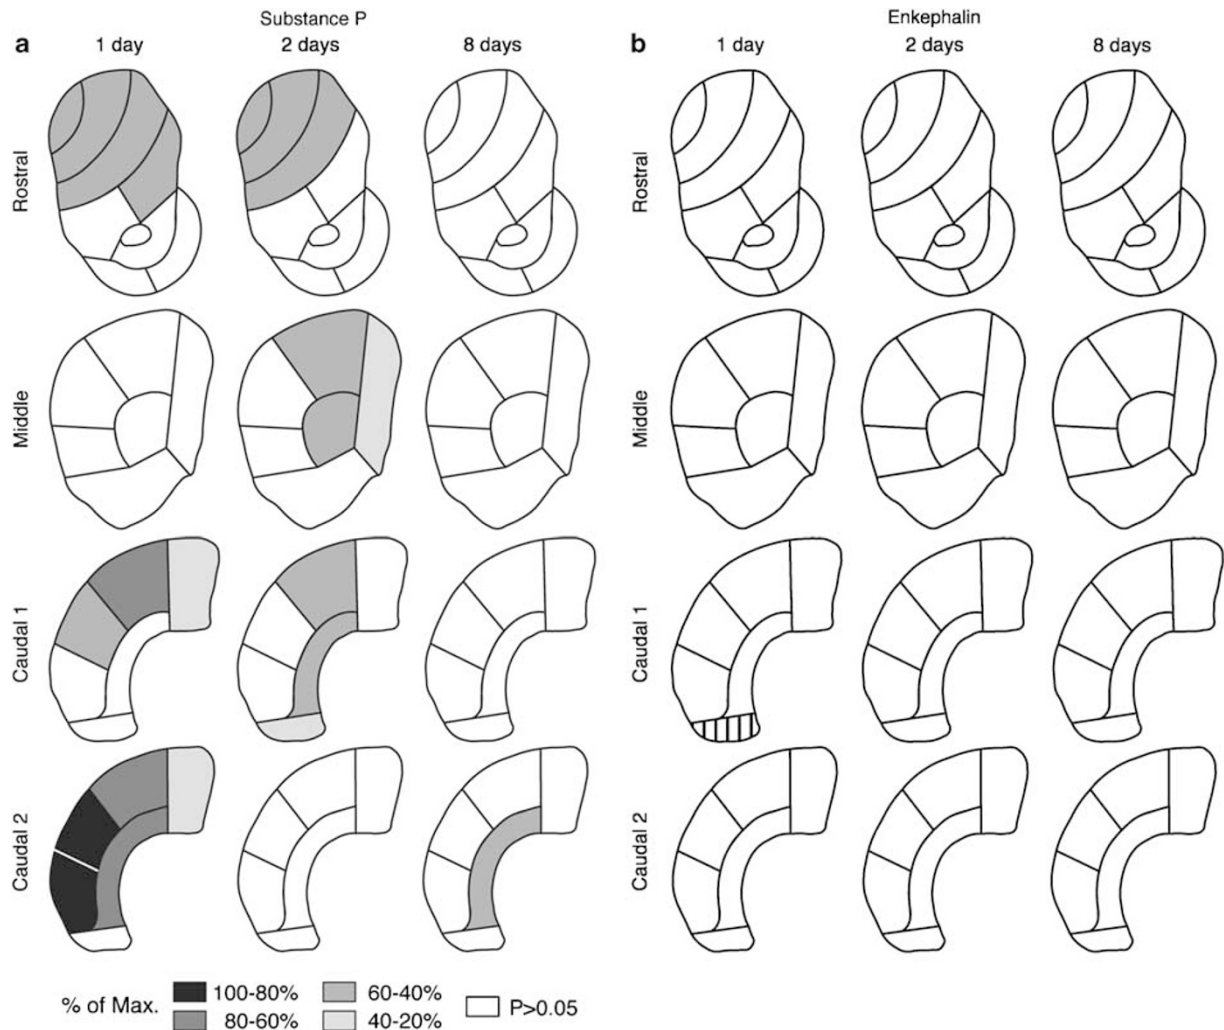 Substance P
Enkephalin
a 1 day 2 days 8 days
b 1 day 2 days 8 days
Rostral
Rostral
Middle
Middle
Caudal 1
Caudal 1
Caudal 2
Caudal 2
% of Max.
100-80%
60-40%
P>0.05
80-60%
40-20%